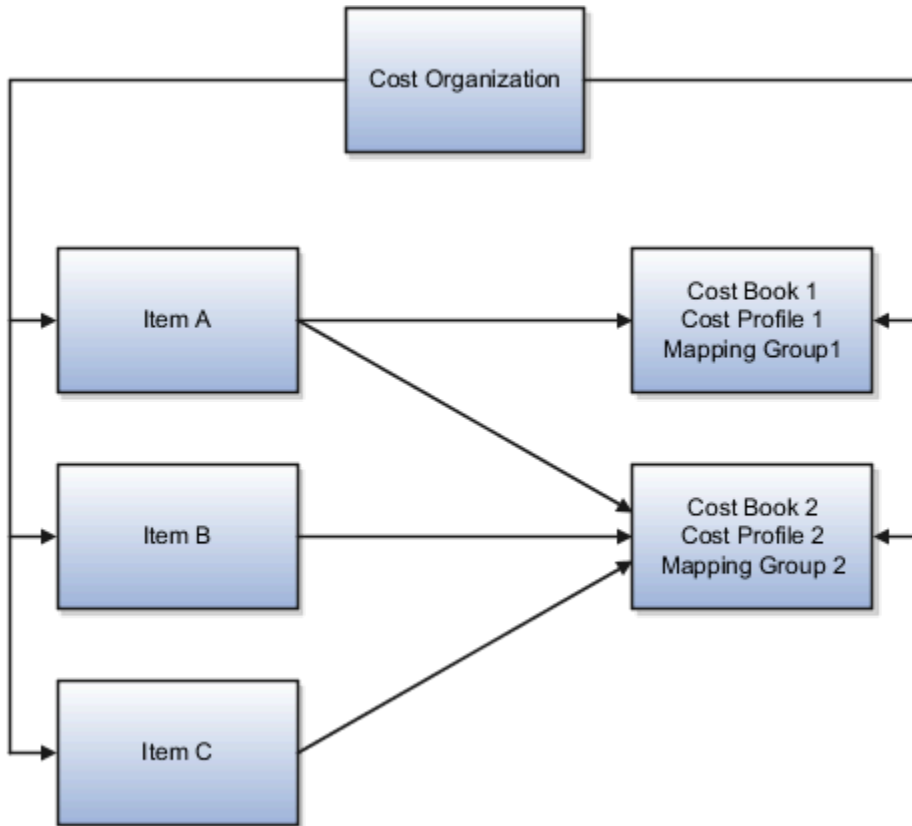 Cost Organization
Item A
Cost Book 1
Cost Profile 1
Mapping Group1
Item B
Cost Book 2
Cost Profile 2
Mapping Group 2
Item C